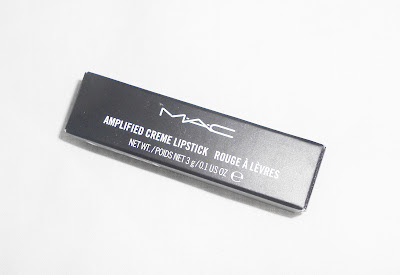 MAC
AMPLIFIED CREME LIPSTICK ROUGE À LÈVRES
NET WT./POIDS NET 3 g/0.1 US OZ ℮